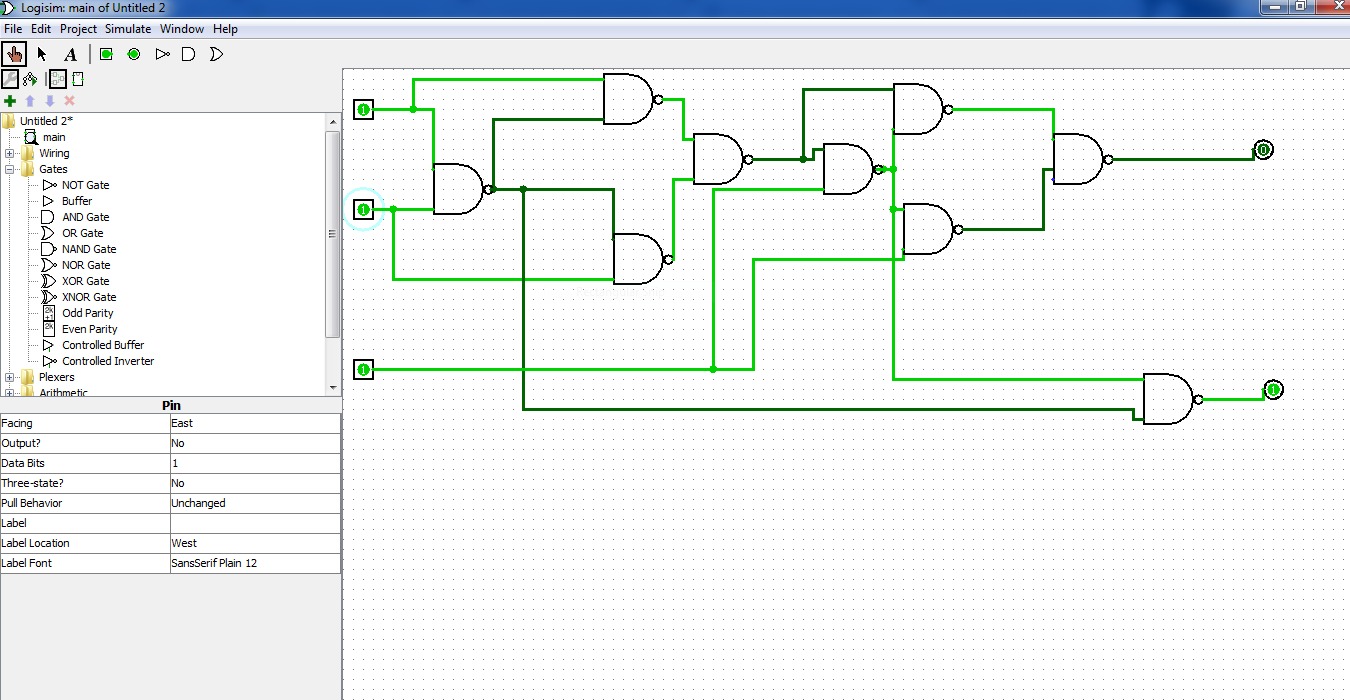 Logisim: main of Untitled 2
File Edit Project Simulate Window Help
A
Untitled 2*
main
Wiring
Gates
NOT Gate
Buffer
AND Gate
OR Gate
NAND Gate
NOR Gate
XOR Gate
XNOR Gate
2k+1 Odd Parity
2k Even Parity
Controlled Buffer
Controlled Inverter
Plexers
Arithmetic
Pin
Facing East
Output? No
Data Bits 1
Three-state? No
Pull Behavior Unchanged
Label
Label Location West
Label Font SansSerif Plain 12
1
0
1
1
1